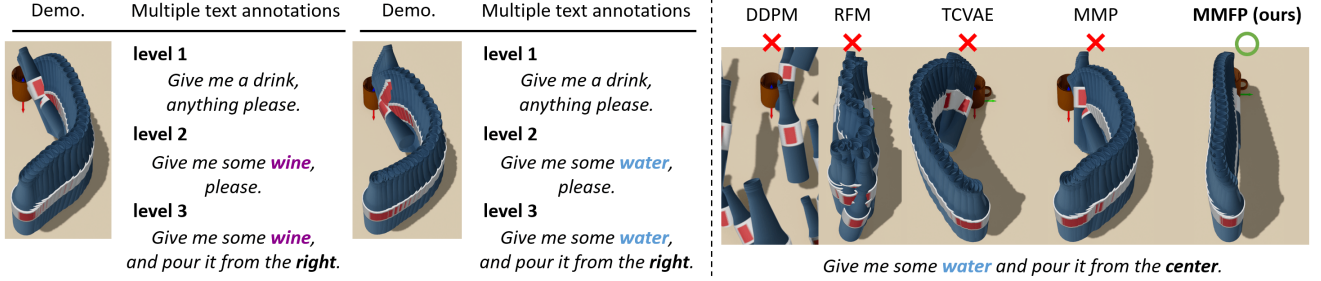 Demo. Multiple text annotations
level 1
Give me a drink,
anything please.
level 2
Give me some wine,
please.
level 3
Give me some wine,
and pour it from the right.
Demo. Multiple text annotations
level 1
Give me a drink,
anything please.
level 2
Give me some water,
please.
level 3
Give me some water,
and pour it from the right.
DDPM RFM TCVAE MMP MMFP (ours)
Give me some water and pour it from the center.